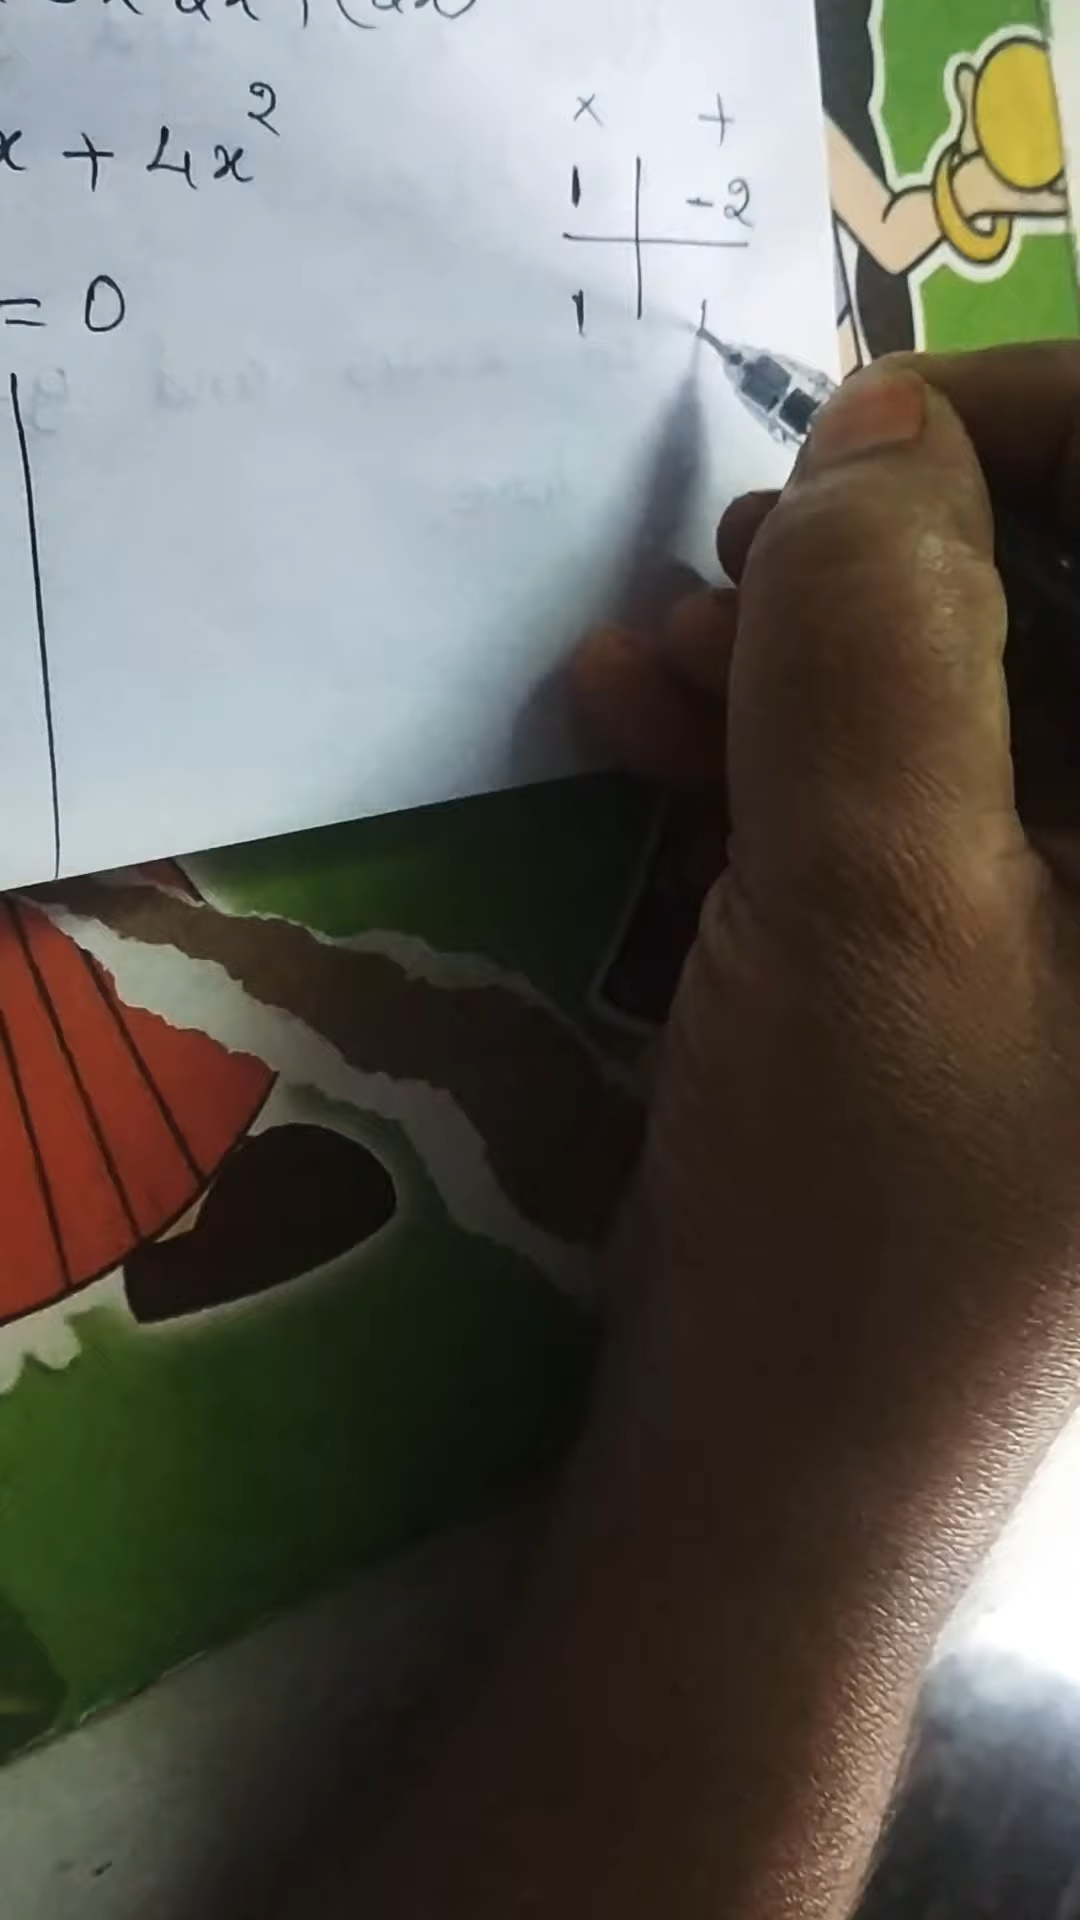 x + 4x²
× +
1 | -2
= 0
1 | 1